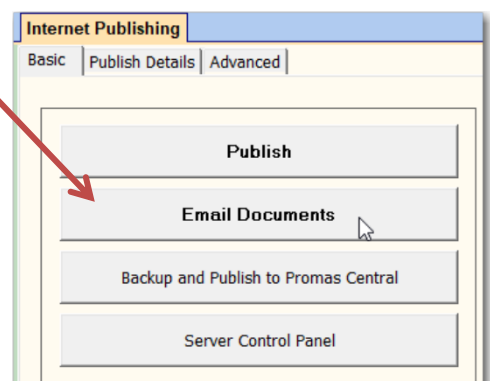 Internet Publishing
Basic Publish Details Advanced
Publish
Email Documents
Backup and Publish to Promas Central
Server Control Panel